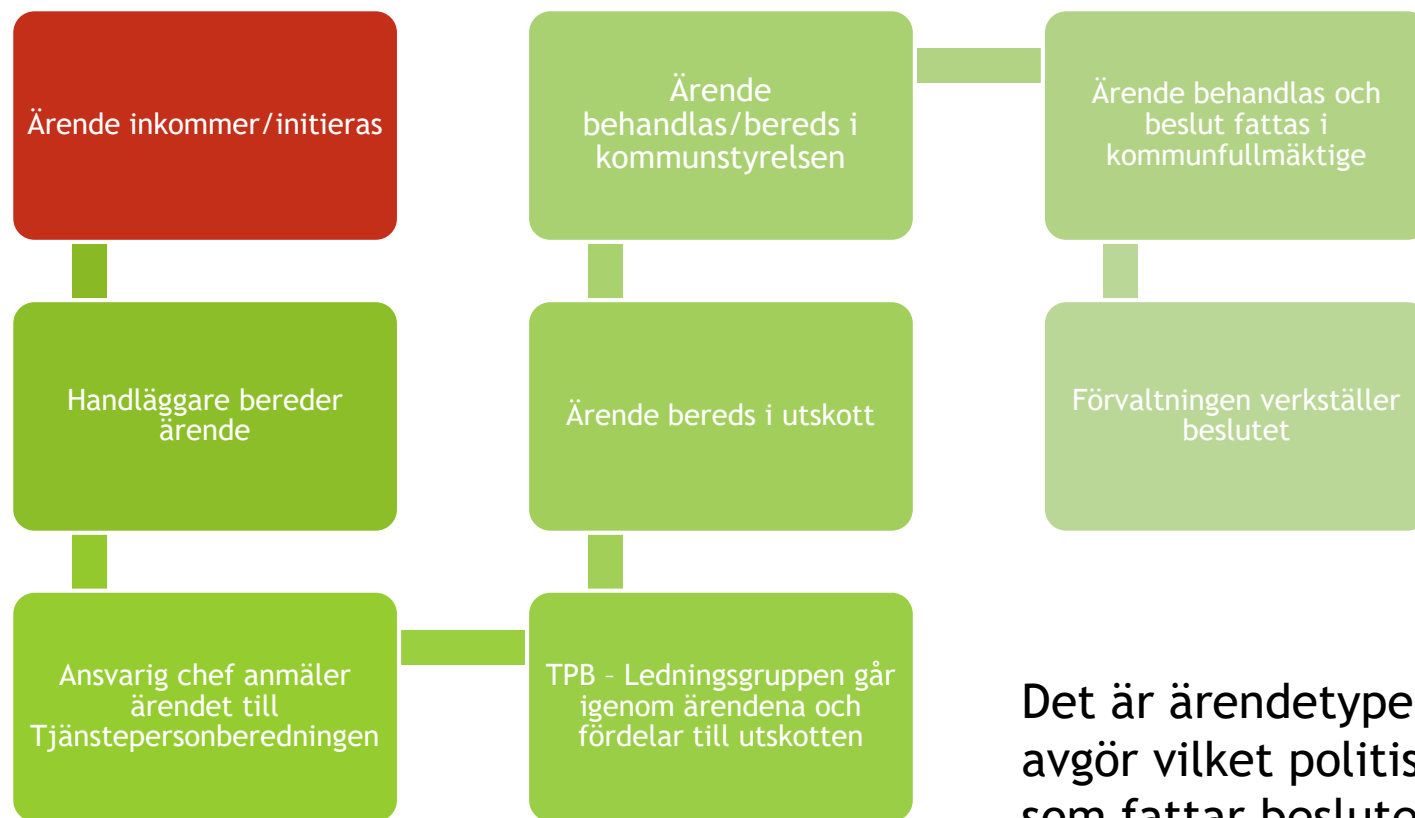 Ärende inkommer/initieras
Handläggare bereder
ärende
Ansvarig chef anmäler
ärendet till
Tjänstepersonberedningen
TPB – Ledningsgruppen går
igenom ärendena och
fördelar till utskotten
Ärende bereds i utskott
Ärende
behandlas/bereds i
kommunstyrelsen
Ärende behandlas och
beslut fattas i
kommunfullmäktige
Förvaltningen verkställer
beslutet
Det är
avgör vilket
som fattar